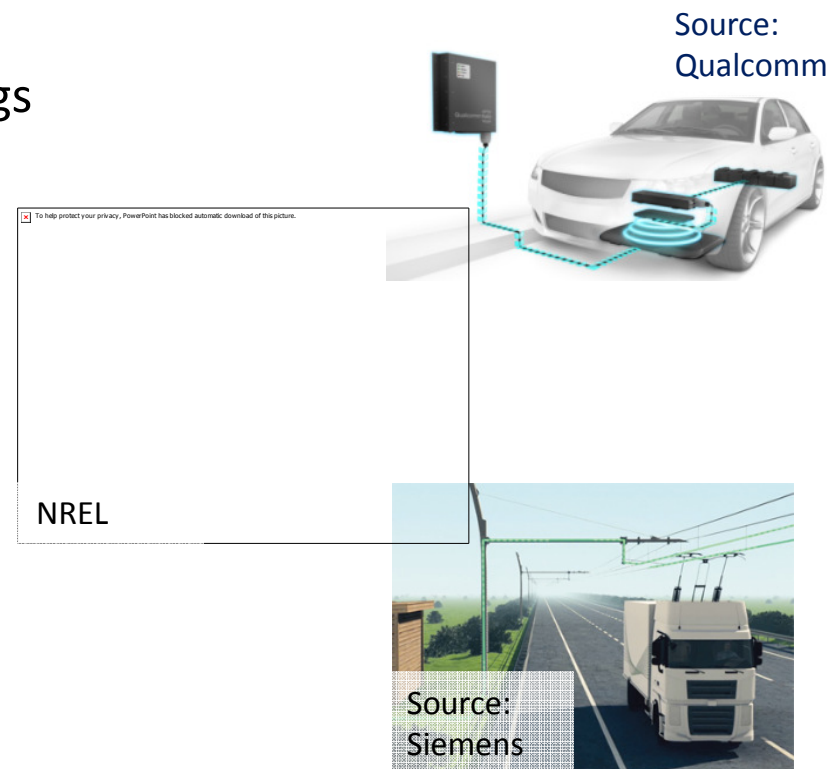 Source:
Qualcomm
gs
Qualcomm
To help protect your privacy, PowerPoint has blocked automatic download of this picture.
NREL
Source:
Siemens